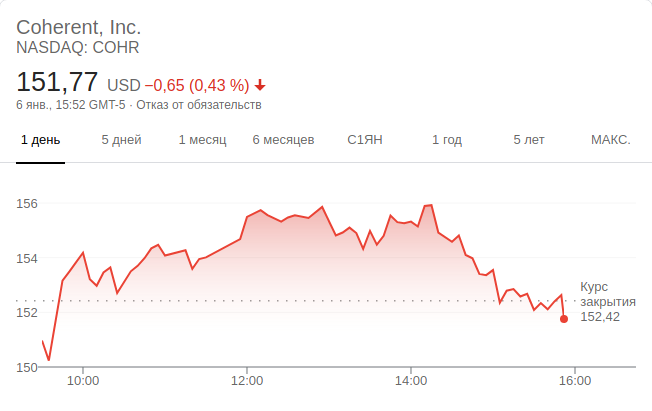 Coherent, Inc.
NASDAQ: COHR
151,77 USD −0,65 (0,43 %)
6 янв., 15:52 GMT-5 · Отказ от обязательств
1 день 5 дней 1 месяц 6 месяцев С1ЯН 1 год 5 лет МАКС.
156
154
152
150
Курс
закрытия
152,42
10:00 12:00 14:00 16:00